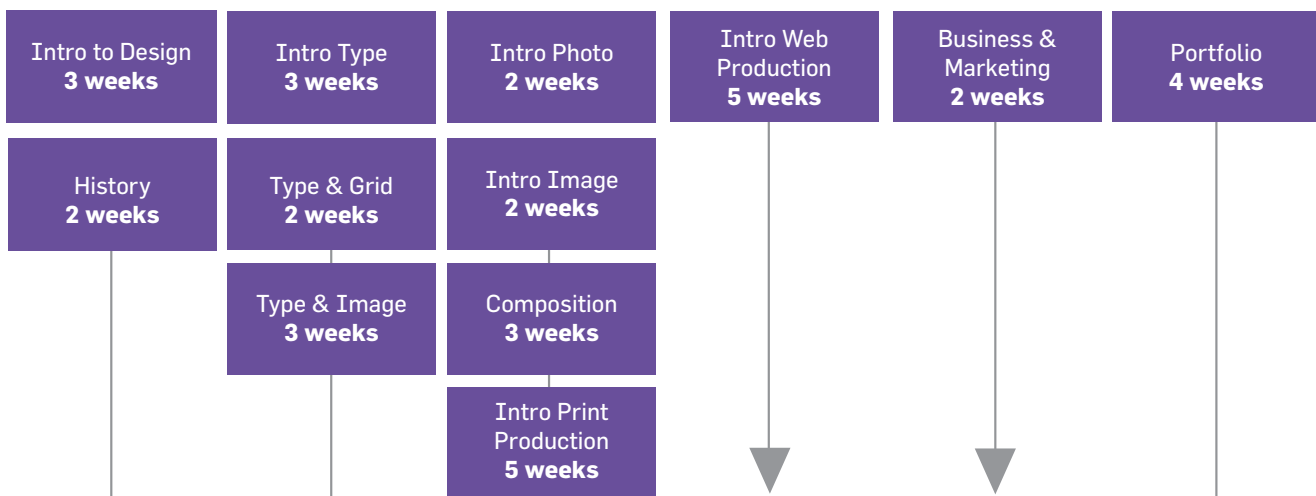 Intro to Design
3 weeks
Intro Type
3 weeks
Intro Photo
2 weeks
Intro Web
Production
5 weeks
Business &
Marketing
2 weeks
Portfolio
4 weeks
History
2 weeks
Type & Grid
2 weeks
Intro Image
2 weeks
Type & Image
3 weeks
Composition
3 weeks
Intro Print
Production
5 weeks